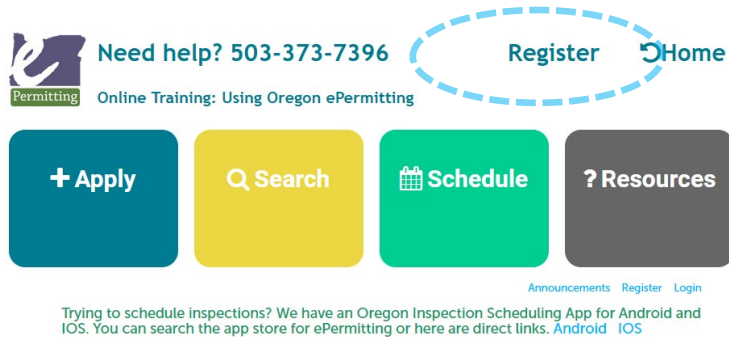 Need help? 503-373-7396 Register Home
e
Permitting
Online Training: Using Oregon ePermitting
Apply Search Schedule ? Resources
Announcements Register Login
Trying to schedule inspections? We have an Oregon Inspection Scheduling App for Android and
IOS. You can search the app store for ePermitting or here are direct links. Android IOS